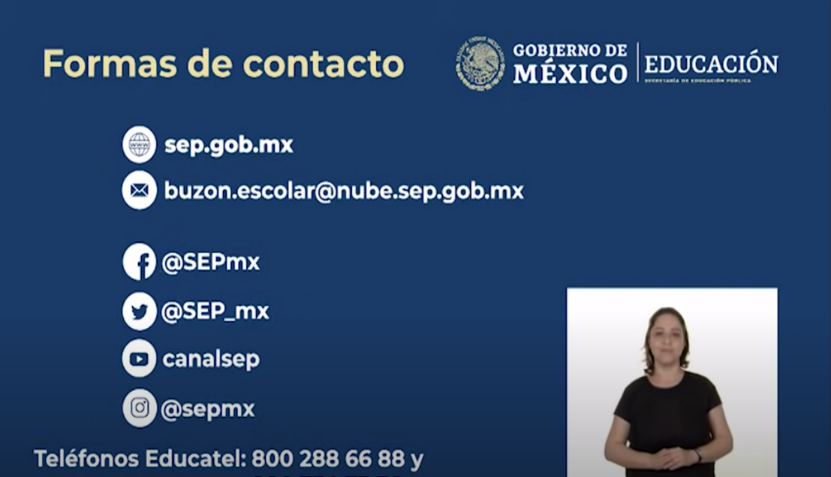 Formas de contacto
GOBIERNO DE
MÉXICO
EDUCACIÓN
SECRETARÍA DE EDUCACIÓN PÚBLICA
www
sep.gob.mx
buzon.escolar@nube.sep.gob.mx
@SEPmx
@SEP_mx
canalsep
@sepmx
Teléfonos Educatel: 800 288 66 88 y